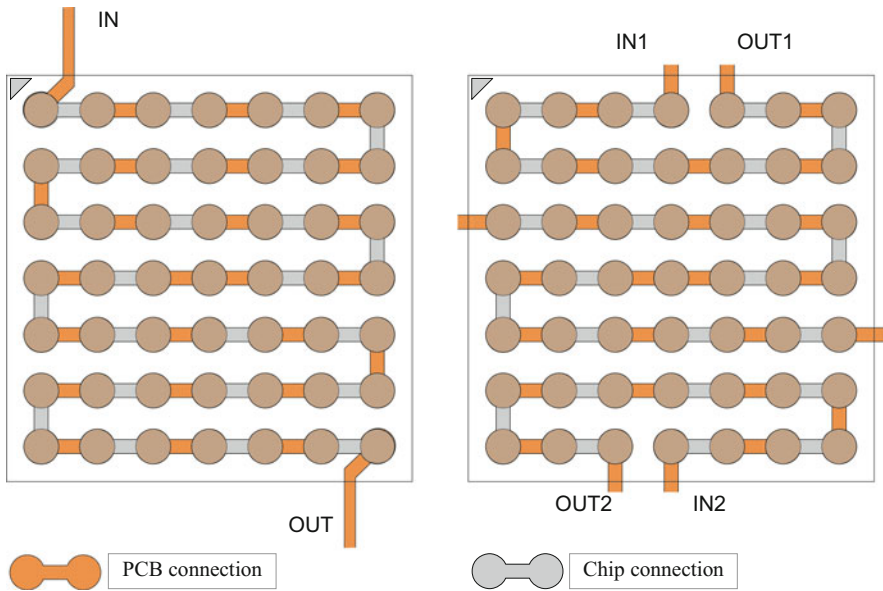 IN
IN1 OUT1
OUT
OUT2 IN2
PCB connection
Chip connection